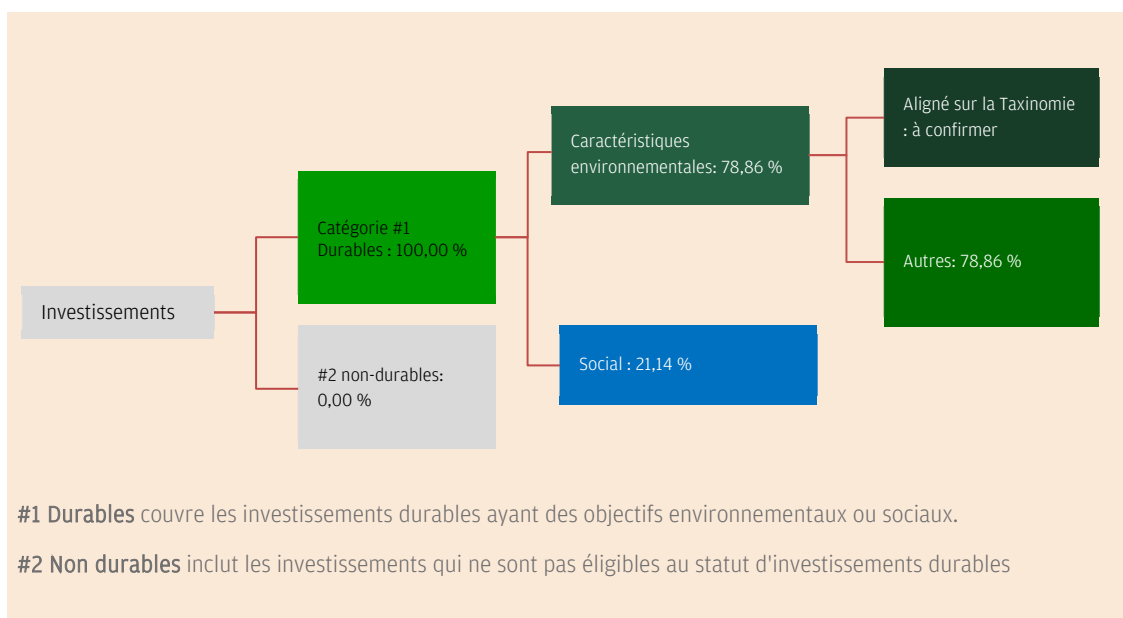 Investissements
Catégorie #1
Durables : 100,00 %
#2 non-durables:
0,00 %
Caractéristiques
environnementales: 78,86 %
Social : 21,14 %
Aligné sur la Taxinomie
: à confirmer
Autres: 78,86 %
#1 Durables couvre les investissements durables ayant des objectifs environnementaux ou sociaux.
#2 Non durables inclut les investissements qui ne sont pas éligibles au statut d'investissements durables